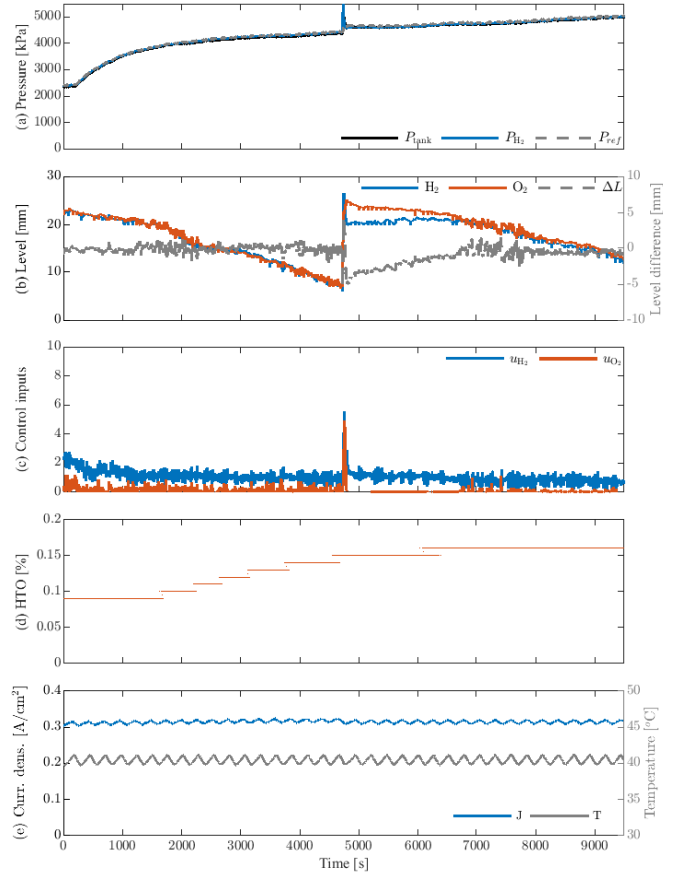 (a) Pressure [kPa]
5000
4000
3000
2000
1000
0
P_tank P_H₂ P_ref
(b) Level [mm]
30
20
10
0
H₂ O₂ ΔL
10
5
0
-5
-10
Level difference [mm]
(c) Control inputs
10
8
6
4
2
0
u_H₂ u_O₂
(d) HTO [%]
0.2
0.15
0.1
0.05
0
(e) Curr. dens. [A/cm²]
0.4
0.3
0.2
0.1
0
J T
50
45
40
35
30
Temperature [°C]
0 1000 2000 3000 4000 5000 6000 7000 8000 9000
Time [s]